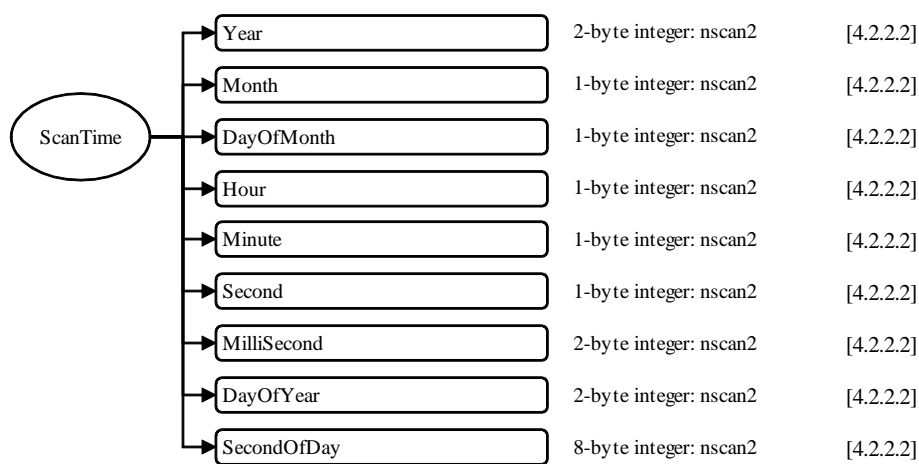 Year 2-byte integer: nscan2 [4.2.2.2]
Month 1-byte integer: nscan2 [4.2.2.2]
ScanTime DayOfMonth 1-byte integer: nscan2 [4.2.2.2]
Hour 1-byte integer: nscan2 [4.2.2.2]
Minute 1-byte integer: nscan2 [4.2.2.2]
Second 1-byte integer: nscan2 [4.2.2.2]
MilliSecond 2-byte integer: nscan2 [4.2.2.2]
DayOfYear 2-byte integer: nscan2 [4.2.2.2]
SecondOfDay 8-byte integer: nscan2 [4.2.2.2]